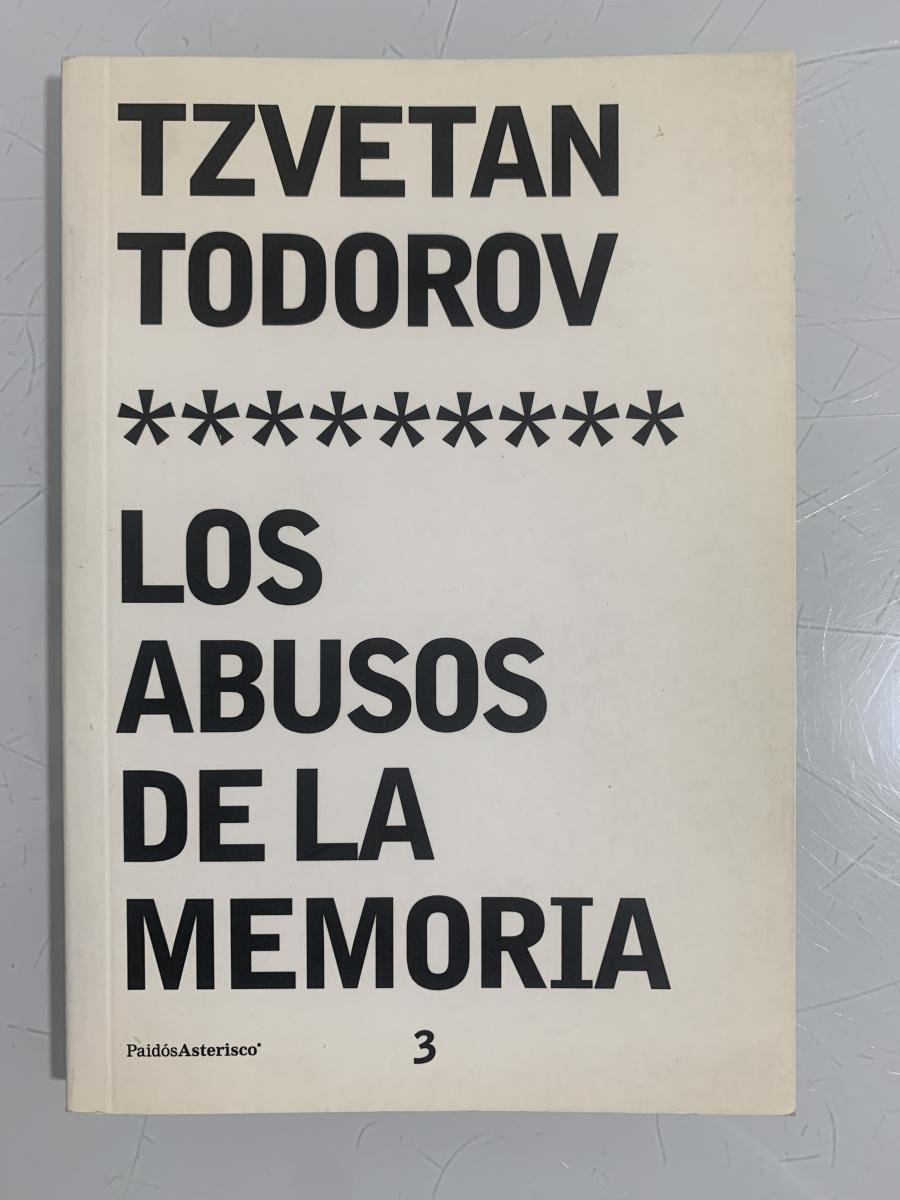 TZVETAN
TODOROV
*********
LOS
ABUSOS
DE LA
MEMORIA
PaidósAsterisco* 3